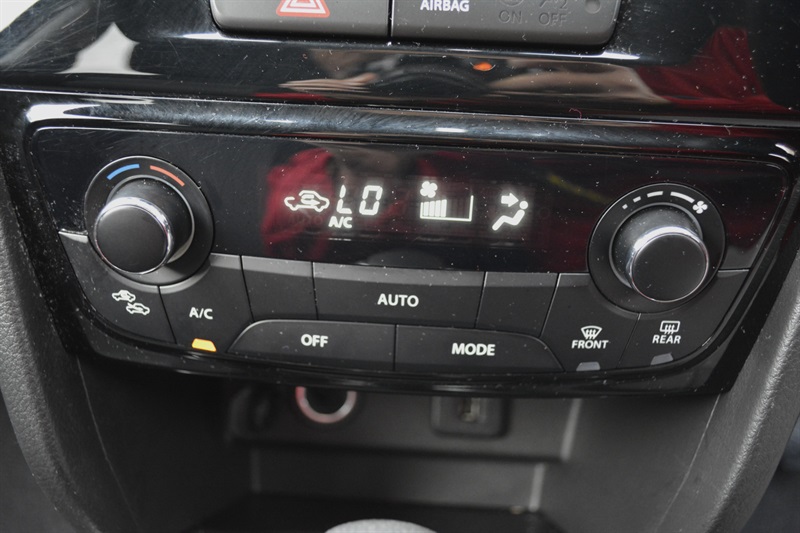 AIRBAG
ON OFF
LO
A/C
AUTO
A/C
OFF
MODE
FRONT
REAR